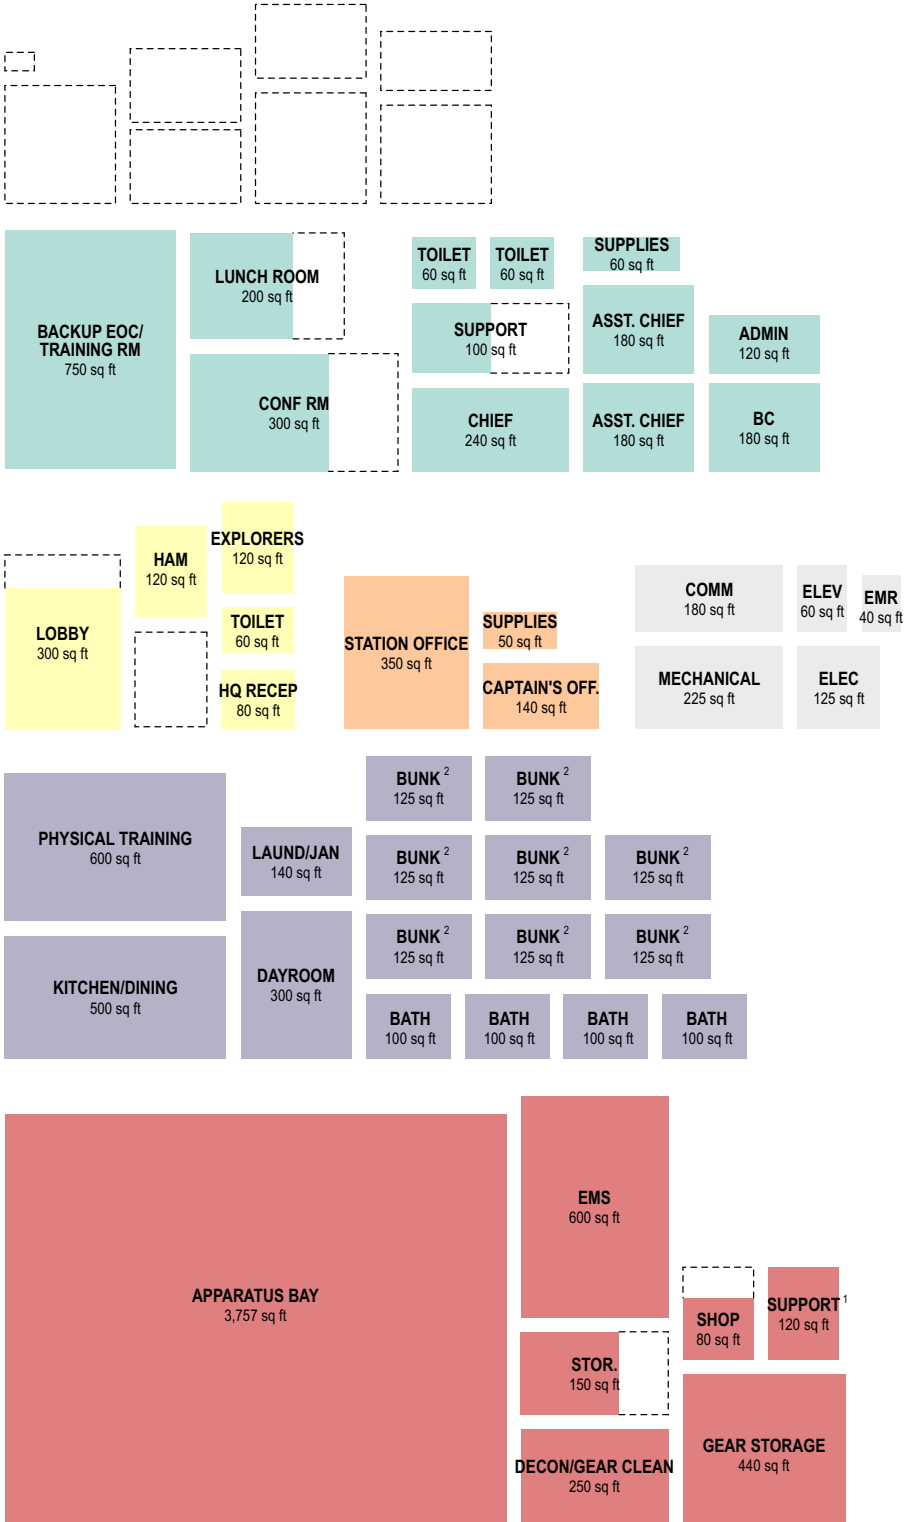 BACKUP EOC/
TRAINING RM
750 sq ft
LUNCH ROOM
200 sq ft
CONF RM
300 sq ft
TOILET
60 sq ft
TOILET
60 sq ft
SUPPORT
100 sq ft
CHIEF
240 sq ft
SUPPLIES
60 sq ft
ASST. CHIEF
180 sq ft
ASST. CHIEF
180 sq ft
ADMIN
120 sq ft
BC
180 sq ft
LOBBY
300 sq ft
HAM
120 sq ft
EXPLORERS
120 sq ft
TOILET
60 sq ft
HQ RECEP
80 sq ft
STATION OFFICE
350 sq ft
SUPPLIES
50 sq ft
CAPTAIN'S OFF.
140 sq ft
COMM
180 sq ft
MECHANICAL
225 sq ft
ELEV
60 sq ft
ELEC
125 sq ft
EMR
40 sq ft
PHYSICAL TRAINING
600 sq ft
KITCHEN/DINING
500 sq ft
LAUND/JAN
140 sq ft
DAYROOM
300 sq ft
BUNK 2
125 sq ft
BUNK 2
125 sq ft
BUNK 2
125 sq ft
BUNK 2
125 sq ft
BUNK 2
125 sq ft
BUNK 2
125 sq ft
BUNK 2
125 sq ft
BUNK 2
125 sq ft
BATH
100 sq ft
BATH
100 sq ft
BATH
100 sq ft
BATH
100 sq ft
APPARATUS BAY
3,757 sq ft
EMS
600 sq ft
STOR.
150 sq ft
DECON/GEAR CLEAN
250 sq ft
SHOP
80 sq ft
SUPPORT 1
120 sq ft
GEAR STORAGE
440 sq ft